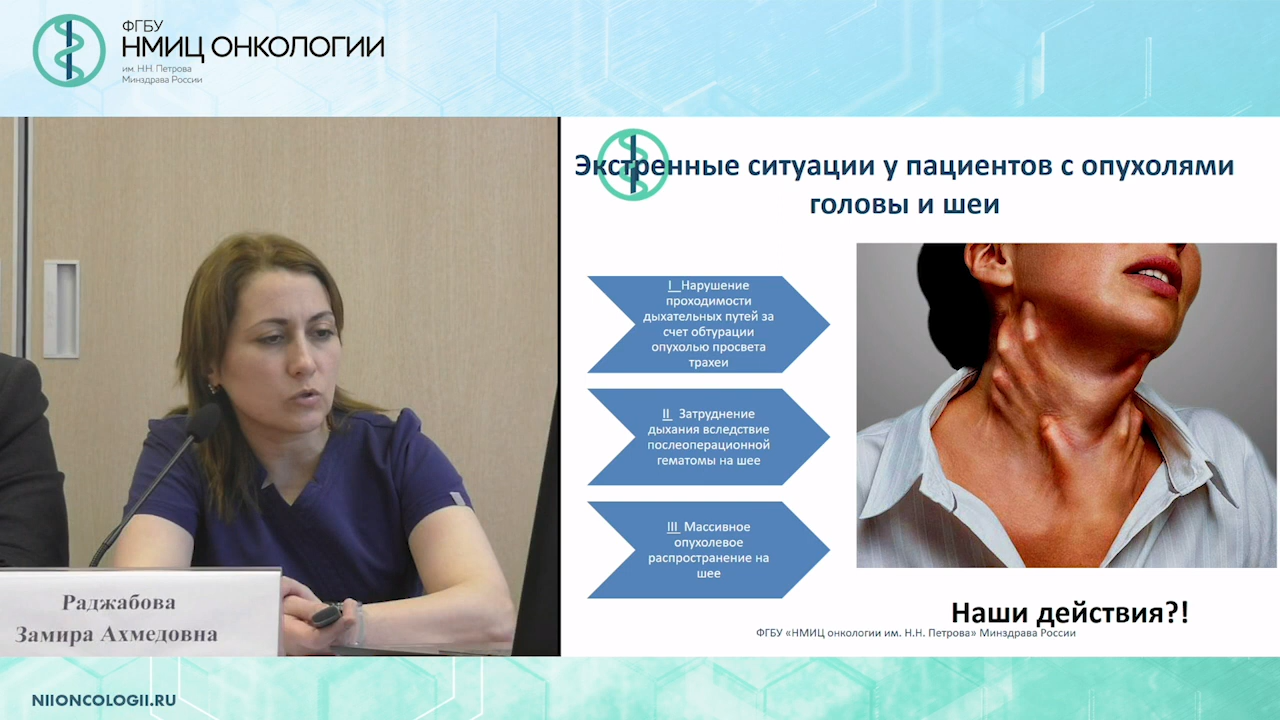 ФГБУ
НМИЦ ОНКОЛОГИИ
им. Н.Н. Петрова
Минздрава России
Экстренные ситуации у пациентов с опухолями
головы и шеи
I Нарушение
проходимости
дыхательных путей за
счет обтурации
опухолью просвета
трахеи
II Затруднение
дыхания вследствие
послеоперационной
гематомы на шее
III Массивное
опухолевое
распространение на
шее
Наши действия?!
ФГБУ «НМИЦ онкологии им. Н.Н. Петрова» Минздрава России
Раджабова
Замира Ахмедовна
NIIONCOLOGII.RU